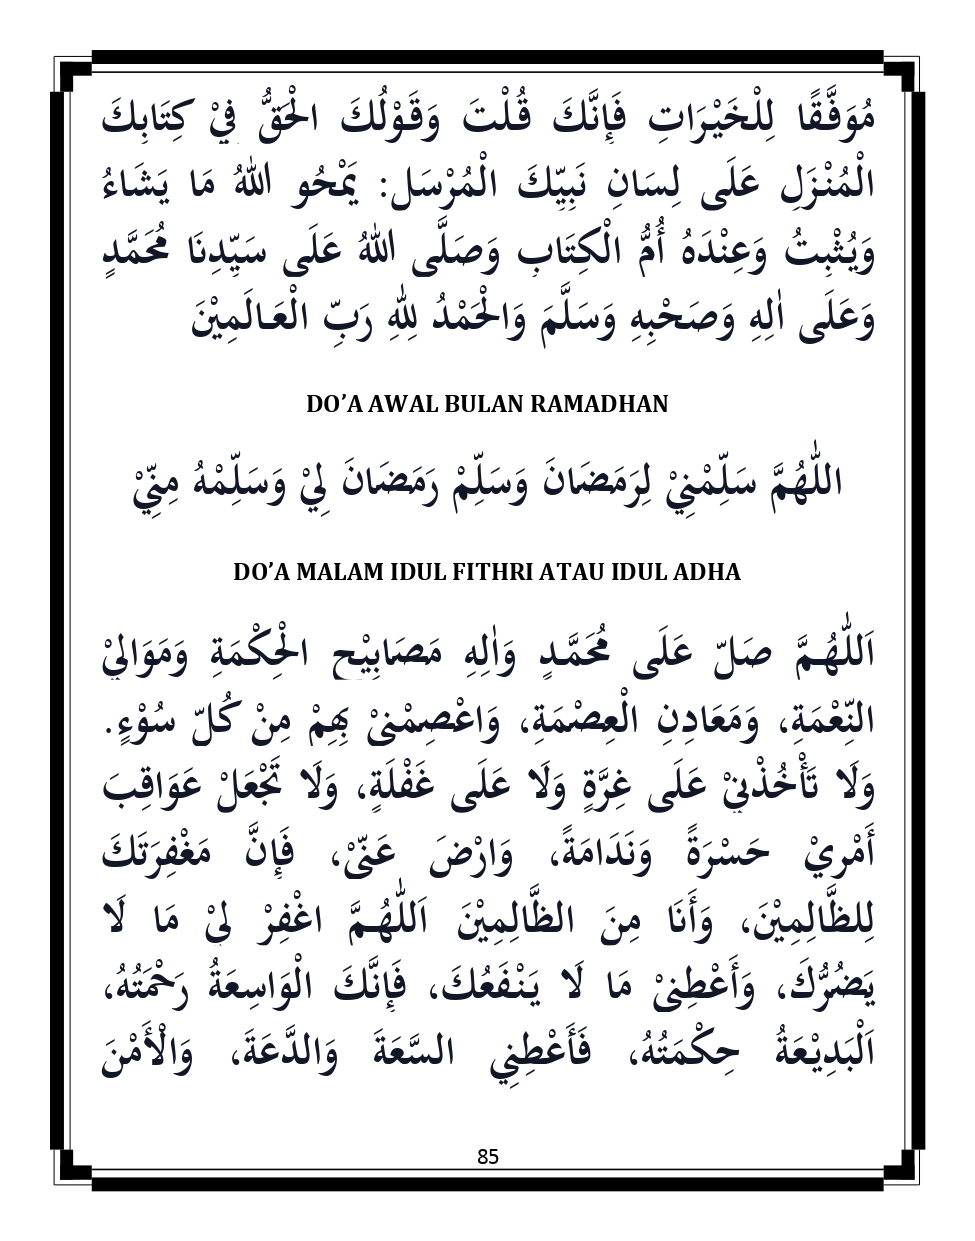 مُوَفَّقًا لِلْخَيْرَاتِ فَإِنَّكَ قُلْتَ وَقَوْلُكَ الْحَقُّ فِيْ كِتَابِكَ
الْمُنْزَلِ عَلَى لِسَانِ نَبِيِّكَ الْمُرْسَلِ: يَمْحُو اللهُ مَا يَشَاءُ
وَيُثْبِتُ وَعِنْدَهُ أُمُّ الْكِتَابِ وَصَلَّى اللهُ عَلَى سَيِّدِنَا مُحَمَّدٍ
وَعَلَى اٰلِهِ وَصَحْبِهِ وَسَلَّمَ وَالْحَمْدُ لِلّٰهِ رَبِّ الْعَالَمِيْنَ
DO’A AWAL BULAN RAMADHAN
اللّٰهُمَّ سَلِّمْنِيْ لِرَمَضَانَ وَسَلِّمْ رَمَضَانَ لِيْ وَسَلِّمْهُ مِنِّيْ
DO’A MALAM IDUL FITHRI ATAU IDUL ADHA
اَللّٰهُمَّ صَلِّ عَلَى مُحَمَّدٍ وَاٰلِهِ مَصَابِيْحِ الْحِكْمَةِ وَمَوَالِيْ
النِّعْمَةِ، وَمَعَادِنِ الْعِصْمَةِ، وَاعْصِمْنِيْ بِهِمْ مِنْ كُلِّ سُوْءٍ.
وَلَا تَأْخُذْنِيْ عَلَى غِرَّةٍ وَلَا عَلَى غَفْلَةٍ، وَلَا تَجْعَلْ عَوَاقِبَ
أَمْرِيْ حَسْرَةً وَنَدَامَةً، وَارْضَ عَنِّيْ، فَإِنَّ مَغْفِرَتَكَ
لِلظَّالِمِيْنَ، وَأَنَا مِنَ الظَّالِمِيْنَ اَللّٰهُمَّ اغْفِرْ لِيْ مَا لَا
يَضُرُّكَ، وَأَعْطِنِيْ مَا لَا يَنْفَعُكَ، فَإِنَّكَ الْوَاسِعَةُ رَحْمَتُهُ،
اَلْبَدِيْعَةُ حِكْمَتُهُ، فَأَعْطِنِي السَّعَةَ وَالدَّعَةَ، وَالْأَمْنَ
85